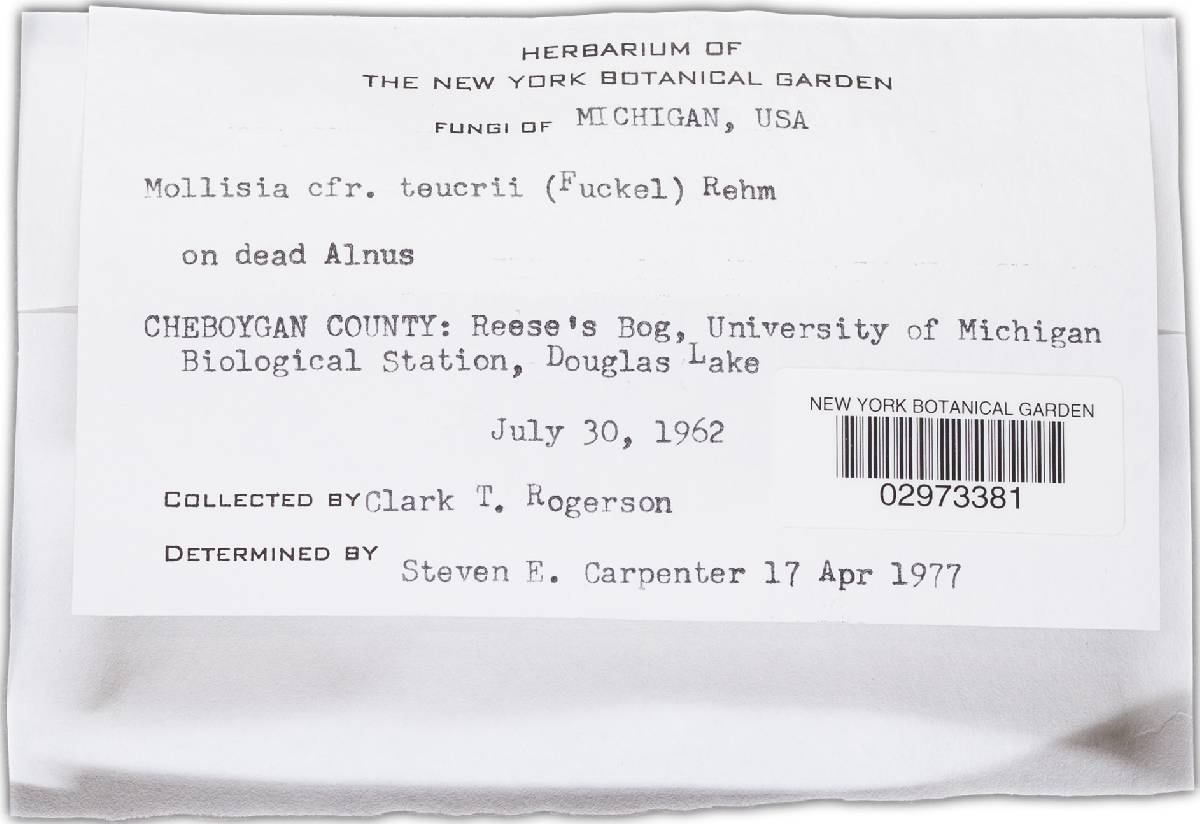 HERBARIUM OF
THE NEW YORK BOTANICAL GARDEN
FUNGI OF MICHIGAN, USA
Mollisia cfr. teucrii (Fuckel) Rehm
on dead Alnus
CHEBOYGAN COUNTY: Reese's Bog, University of Michigan
Biological Station, Douglas Lake
July 30, 1962
COLLECTED BY Clark T. Rogerson
DETERMINED BY Steven E. Carpenter 17 Apr 1977
NEW YORK BOTANICAL GARDEN
02973381